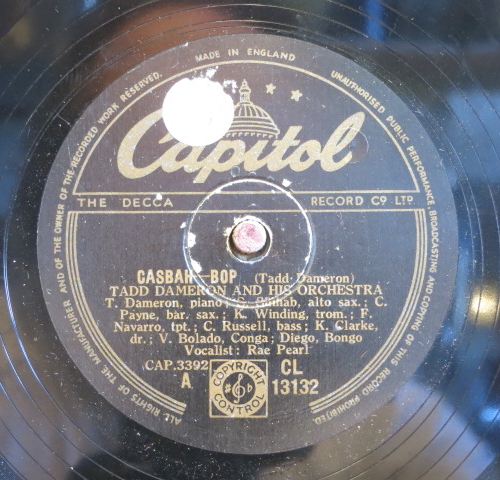 MADE IN ENGLAND
ALL RIGHTS OF THE MANUFACTURER AND OF THE OWNER OF THE RECORDED WORK RESERVED.
UNAUTHORISED PUBLIC PERFORMANCE, BROADCASTING AND COPYING OF THIS RECORD PROHIBITED.
Capitol
THE DECCA RECORD Cº LTD
CASBAH-BOP (Tadd Dameron)
TADD DAMERON AND HIS ORCHESTRA
T. Dameron, piano; S. alto sax.; C.
Payne, bar. sax.; K. Winding, trom.; F.
Navarro, tpt.; C. Russell, bass; K. Clarke,
dr.; V. Bolado, Conga; Diego, Bongo
Vocalist: Rae Pearl
CAP.3392
A
COPYRIGHT
CONTROL
CL
13132